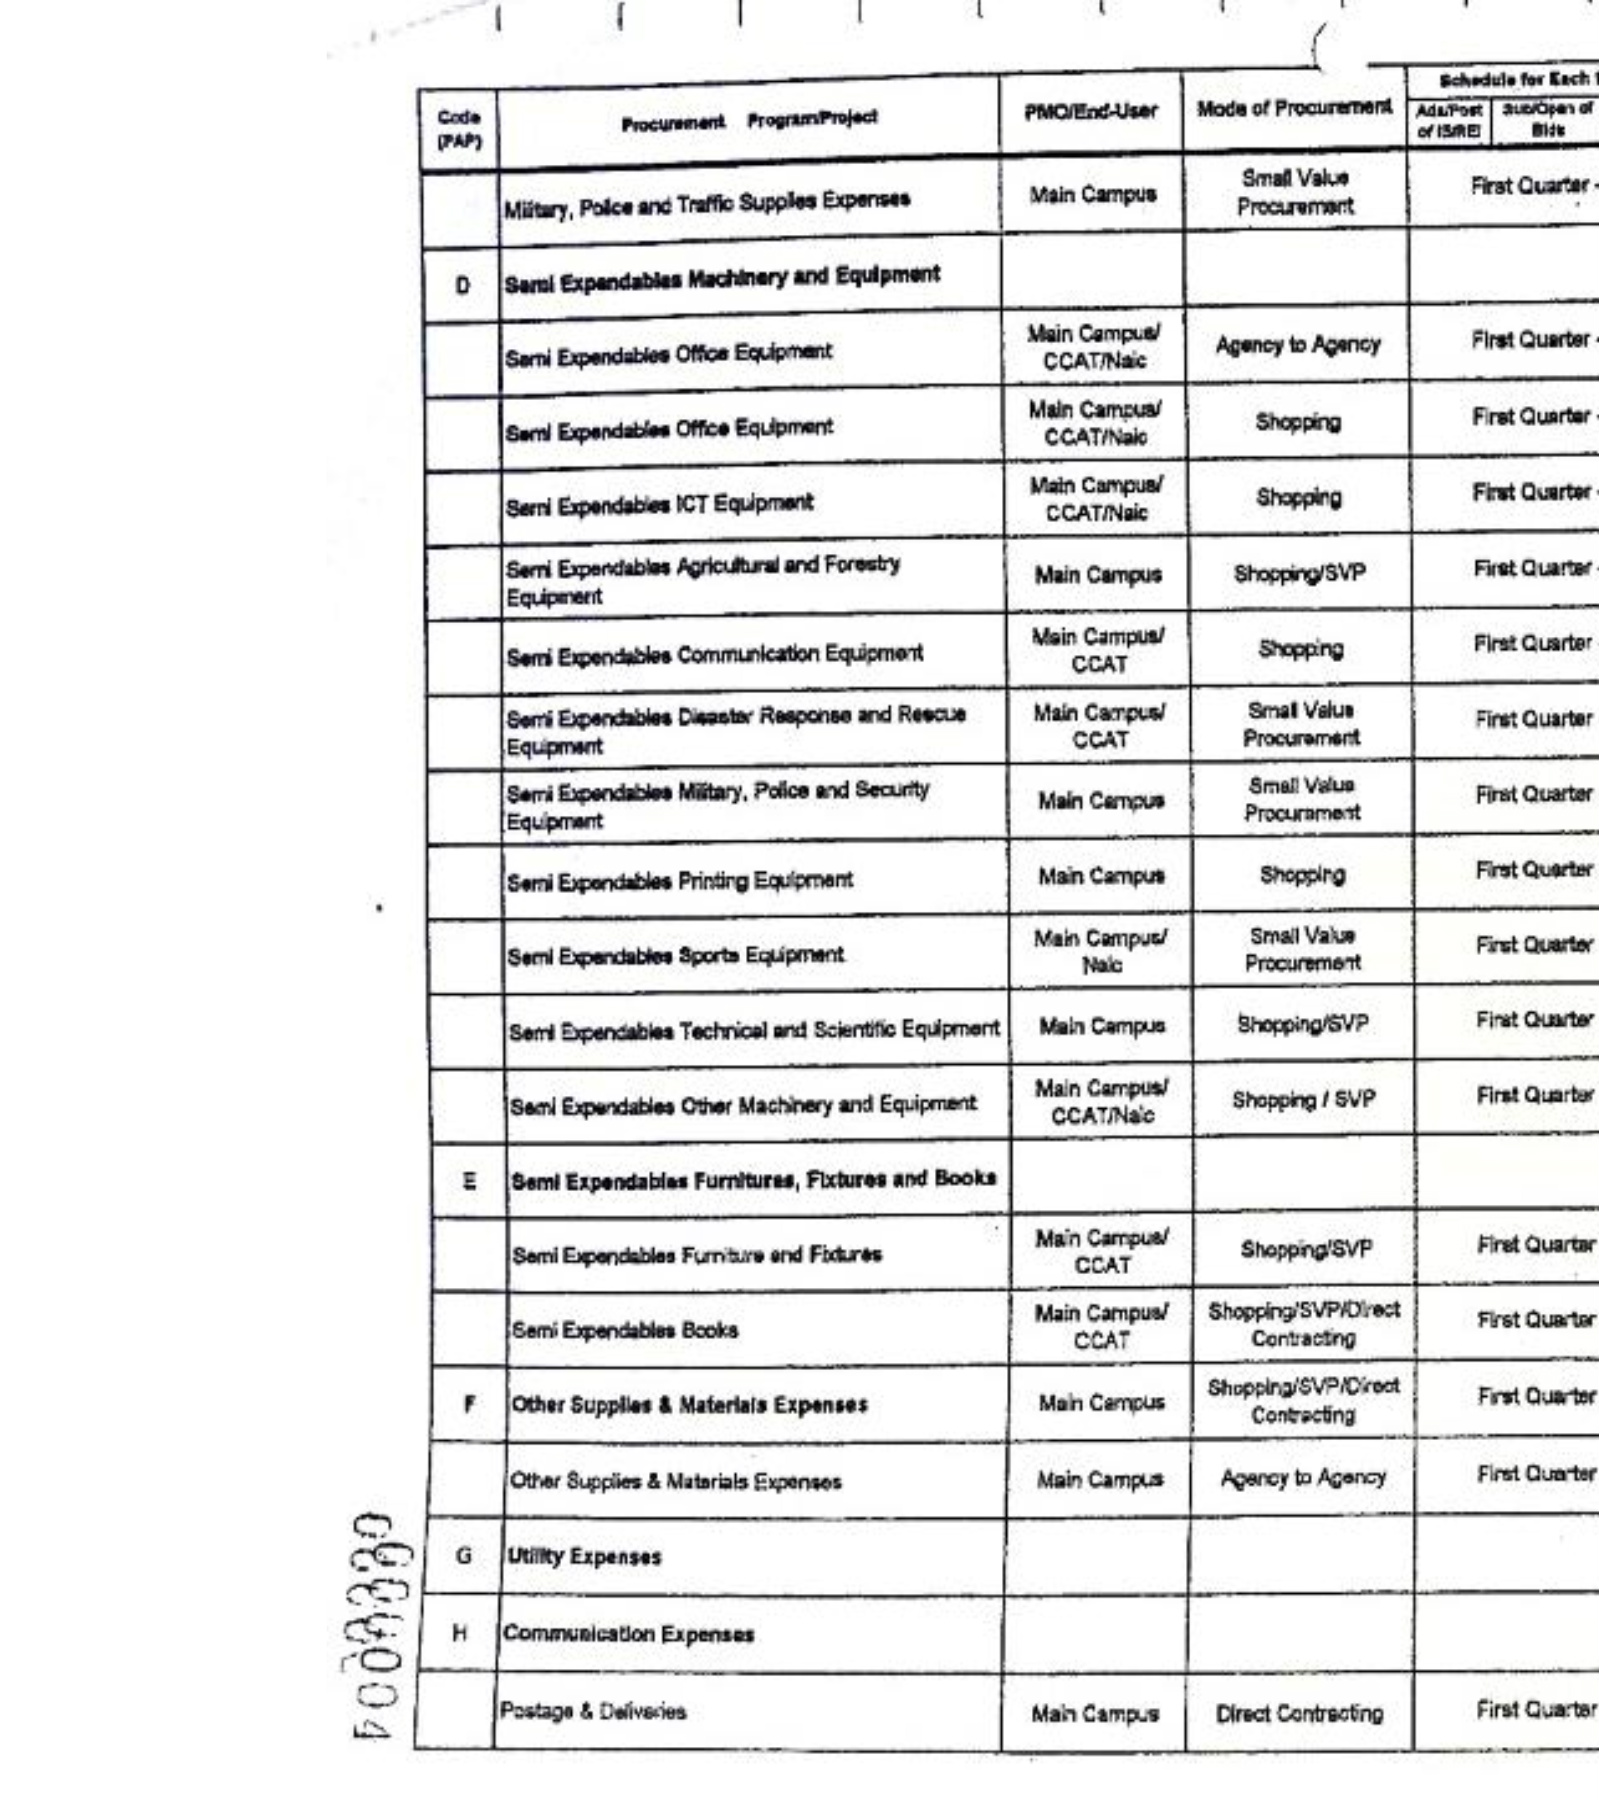 Schedule for Each
Code
(PAP)
Procurement Program/Project
PMO/End-User
Mode of Procurement
Ads/Post
of IB/REI
Sub/Open of
Bids
Military, Police and Traffic Supplies Expenses
Main Campus
Small Value
Procurement
First Quarter -
D
Semi Expendables Machinery and Equipment
Semi Expendables Office Equipment
Main Campus/
CCAT/Naic
Agency to Agency
First Quarter -
Semi Expendables Office Equipment
Main Campus/
CCAT/Naic
Shopping
First Quarter -
Semi Expendables ICT Equipment
Main Campus/
CCAT/Naic
Shopping
First Quarter -
Semi Expendables Agricultural and Forestry
Equipment
Main Campus
Shopping/SVP
First Quarter -
Semi Expendables Communication Equipment
Main Campus/
CCAT
Shopping
First Quarter -
Semi Expendables Disaster Response and Rescue
Equipment
Main Campus/
CCAT
Small Value
Procurement
First Quarter
Semi Expendables Military, Police and Security
Equipment
Main Campus
Small Value
Procurement
First Quarter
Semi Expendables Printing Equipment
Main Campus
Shopping
First Quarter
Semi Expendables Sports Equipment
Main Campus/
Naic
Small Value
Procurement
First Quarter
Semi Expendables Technical and Scientific Equipment
Main Campus
Shopping/SVP
First Quarter
Semi Expendables Other Machinery and Equipment
Main Campus/
CCAT/Naic
Shopping / SVP
First Quarter
E
Semi Expendables Furnitures, Fixtures and Books
Semi Expendables Furniture and Fixtures
Main Campus/
CCAT
Shopping/SVP
First Quarter
Semi Expendables Books
Main Campus/
CCAT
Shopping/SVP/Direct
Contracting
First Quarter
F
Other Supplies & Materials Expenses
Main Campus
Shopping/SVP/Direct
Contracting
First Quarter
Other Supplies & Materials Expenses
Main Campus
Agency to Agency
First Quarter
G
Utility Expenses
H
Communication Expenses
Postage & Deliveries
Main Campus
Direct Contracting
First Quarter